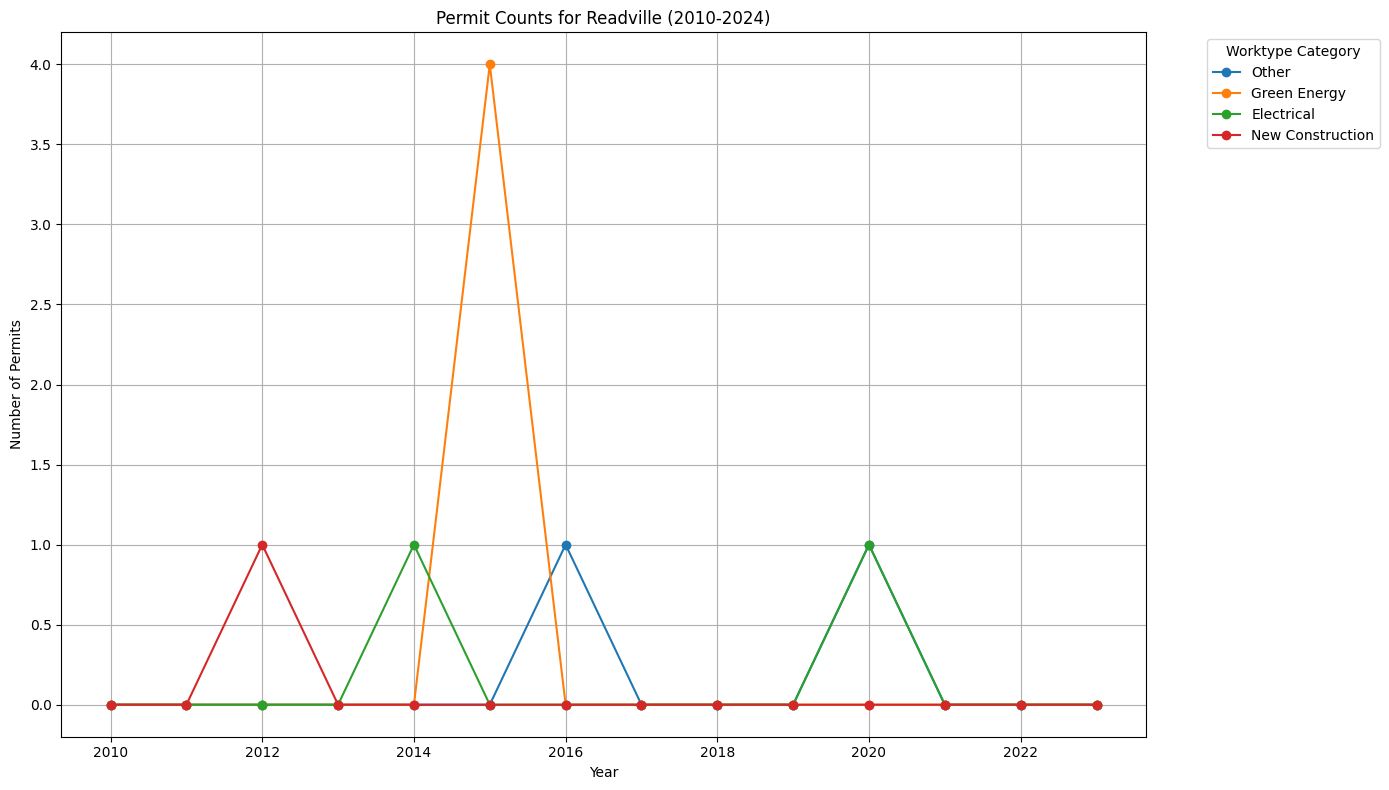 Permit Counts for Readville (2010-2024)
Worktype Category
Other
Green Energy
Electrical
New Construction
Number of Permits
4.0
3.5
3.0
2.5
2.0
1.5
1.0
0.5
0.0
2010 2012 2014 2016 2018 2020 2022
Year